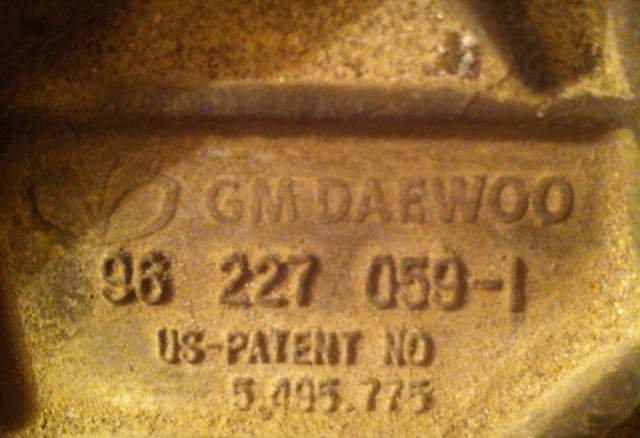 GM DAEWOO
96 227 059-1
US-PATENT NO
5.495.775